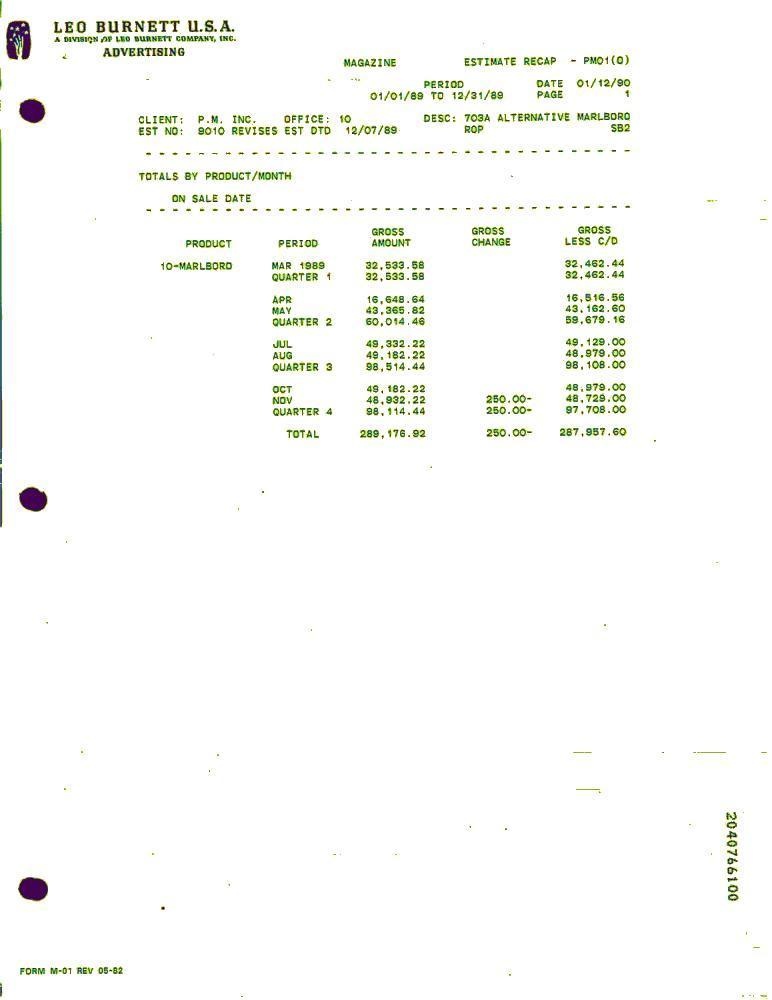 LEO BURNETT U.S.A.
A DIVISION OF LEO BURNETT COMPANY, INC.
ADVERTISING
MAGAZINE ESTIMATE RECAP - PM01(O)
PERIOD DATE 01/12/90
01/01/89 TO 12/31/89 PAGE 1
CLIENT: P.M. INC. OFFICE: 10 DESC: 703A ALTERNATIVE MARLBORO
EST NO: 9010 REVISES EST DTD 12/07/89 ROP SB2
- - - - - - - - - - - - - - - - - - - - - - - - - - - - - - - - - - - - - -
TOTALS BY PRODUCT/MONTH
ON SALE DATE
- - - - - - - - - - - - - - - - - - - - - - - - - - - - - - - - - - - - - -
GROSS GROSS GROSS
PRODUCT PERIOD AMOUNT CHANGE LESS C/D
10-MARLBORO MAR 1989 32,533.58 32,462.44
QUARTER 1 32,533.58 32,462.44
APR 16,648.64 16,516.56
MAY 43,365.82 43,162.60
QUARTER 2 60,014.46 59,679.16
JUL 49,332.22 49,129.00
AUG 49,182.22 48,979.00
QUARTER 3 98,514.44 98,108.00
OCT 49,182.22 48,979.00
NOV 48,932.22 250.00- 48,729.00
QUARTER 4 98,114.44 250.00- 97,708.00
TOTAL 289,176.92 250.00- 287,957.60
2040766100
FORM M-01 REV 05-82